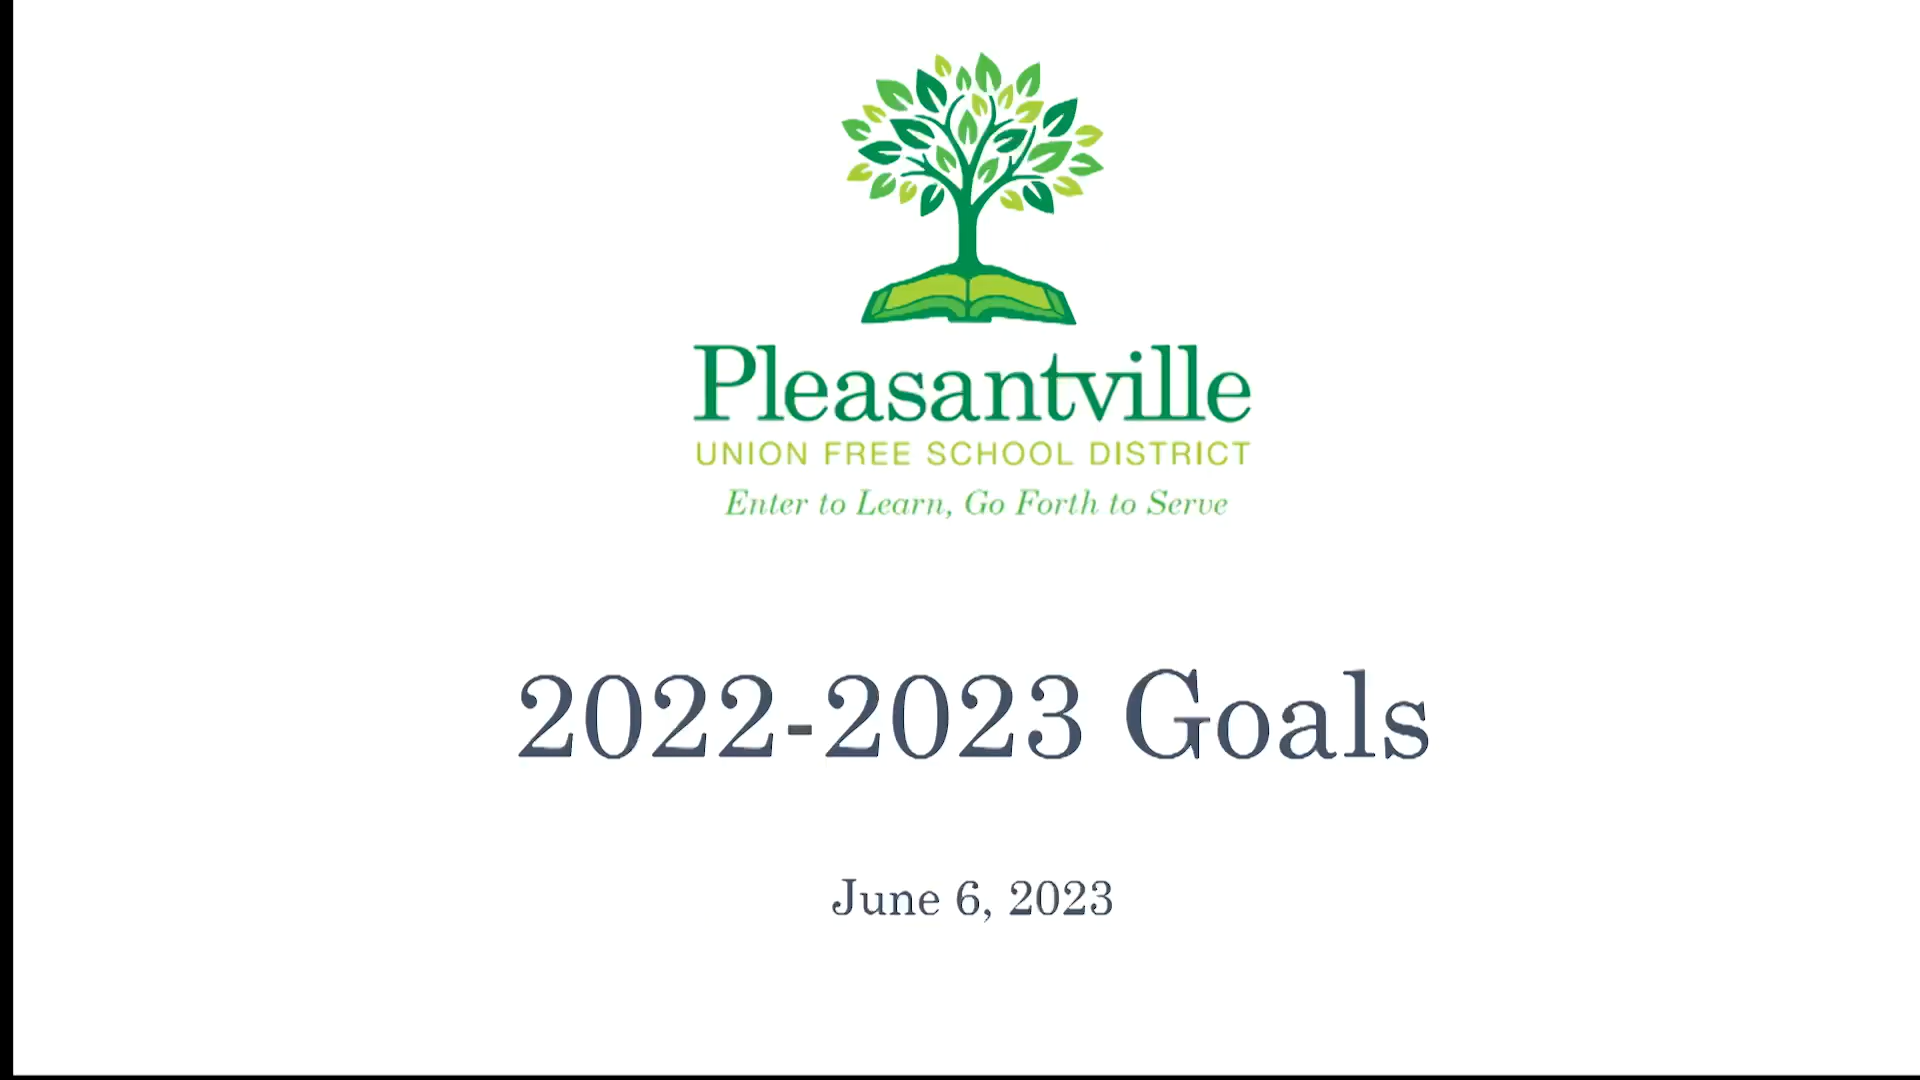 Pleasantville
UNION FREE SCHOOL DISTRICT
Enter to Learn, Go Forth to Serve
2022-2023 Goals
June 6, 2023